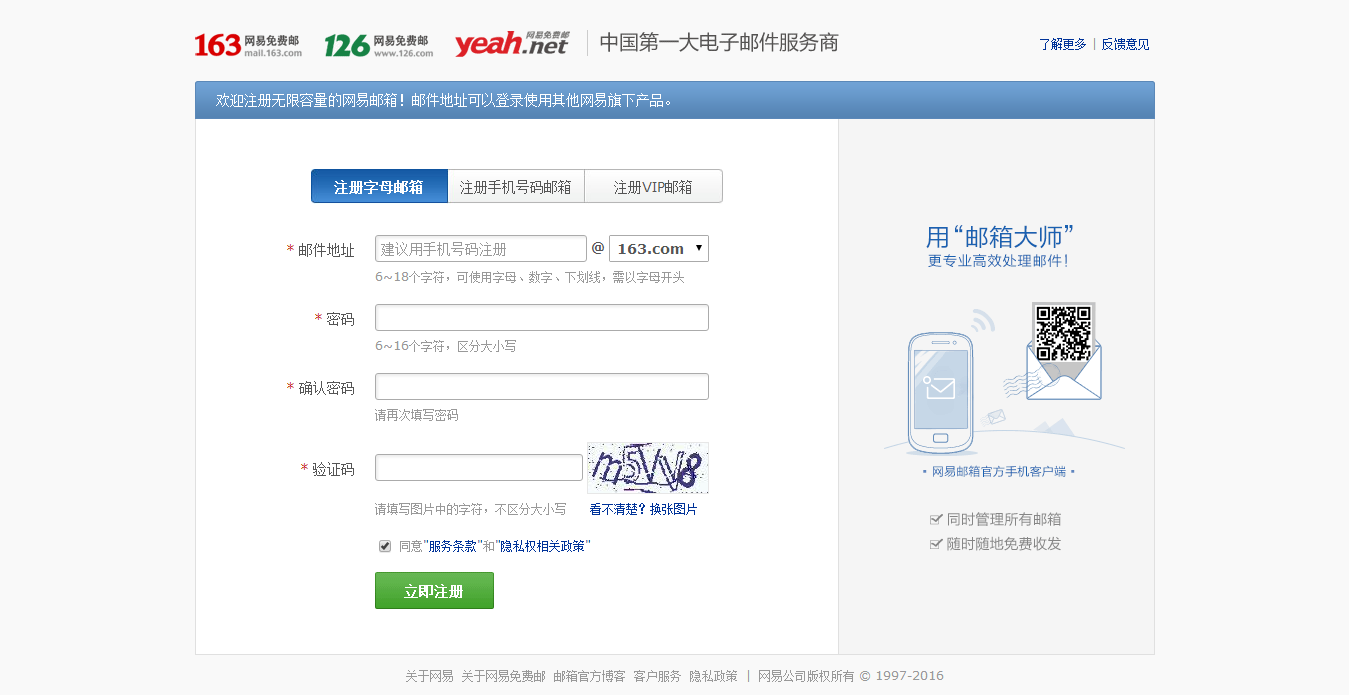 163 网易免费邮 mail.163.com 126 网易免费邮 www.126.com yeah.net 网易免费邮 中国第一大电子邮件服务商 了解更多 | 反馈意见
欢迎注册无限容量的网易邮箱！邮件地址可以登录使用其他网易旗下产品。
注册字母邮箱 注册手机号码邮箱 注册VIP邮箱
* 邮件地址 建议用手机号码注册 @ 163.com
6~18个字符，可使用字母、数字、下划线，需以字母开头
* 密码
6~16个字符，区分大小写
* 确认密码
请再次填写密码
* 验证码
请填写图片中的字符，不区分大小写 看不清楚？换张图片
同意"服务条款"和"隐私权相关政策"
立即注册
用“邮箱大师”
更专业高效处理邮件！
• 网易邮箱官方手机客户端 •
同时管理所有邮箱
随时随地免费收发
关于网易 关于网易免费邮 邮箱官方博客 客户服务 隐私政策 | 网易公司版权所有 © 1997-2016